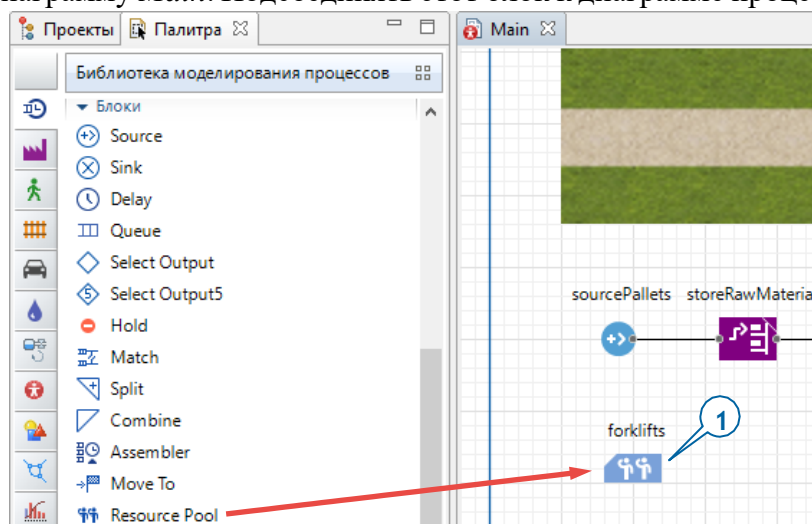 Проекты Палитра Main
Библиотека моделирования процессов
Блоки
Source
Sink
Delay
Queue
Select Output
Select Output5
Hold
Match
Split
Combine
Assembler
Move To
Resource Pool
sourcePallets storeRawMateria
forklifts
1